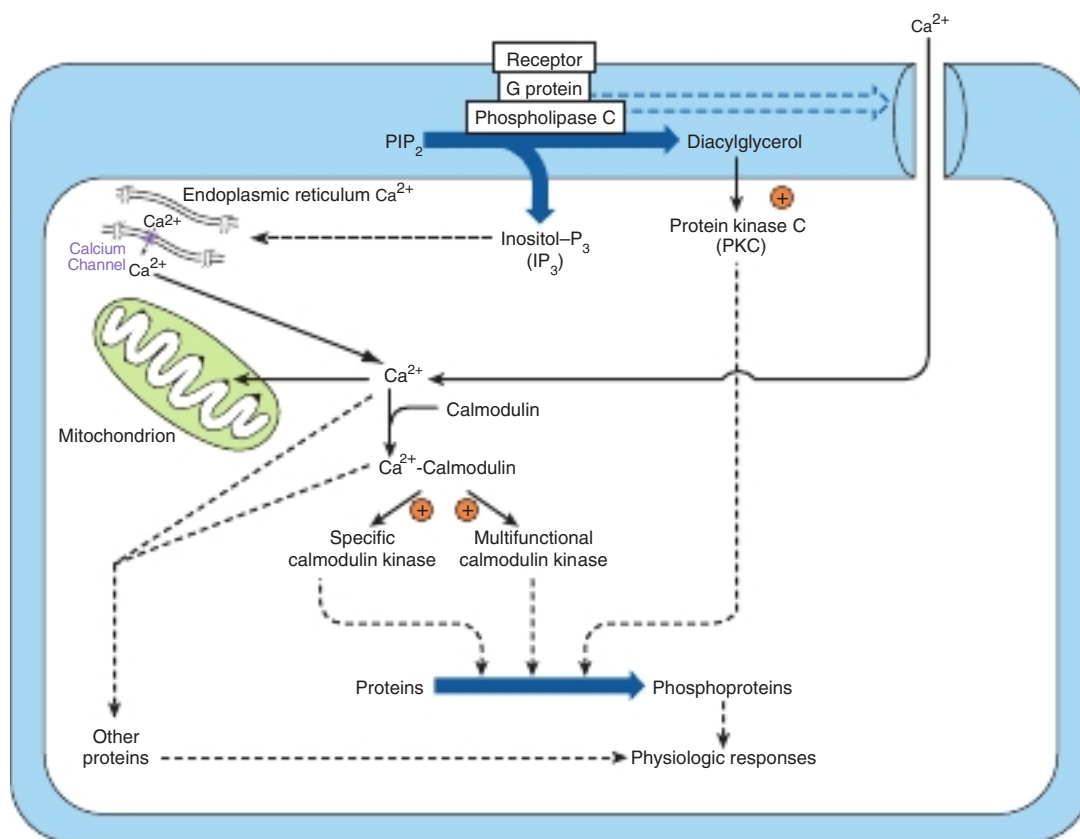 Ca²⁺
Receptor
G protein
Phospholipase C
PIP₂
Diacylglycerol
Endoplasmic reticulum Ca²⁺
+
Ca²⁺
Protein kinase C
(PKC)
Inositol–P₃
(IP₃)
Calcium
Channel
Ca²⁺
Ca²⁺
Calmodulin
Mitochondrion
Ca²⁺-Calmodulin
+ +
Specific
calmodulin kinase
Multifunctional
calmodulin kinase
Proteins
Phosphoproteins
Other
proteins
Physiologic responses